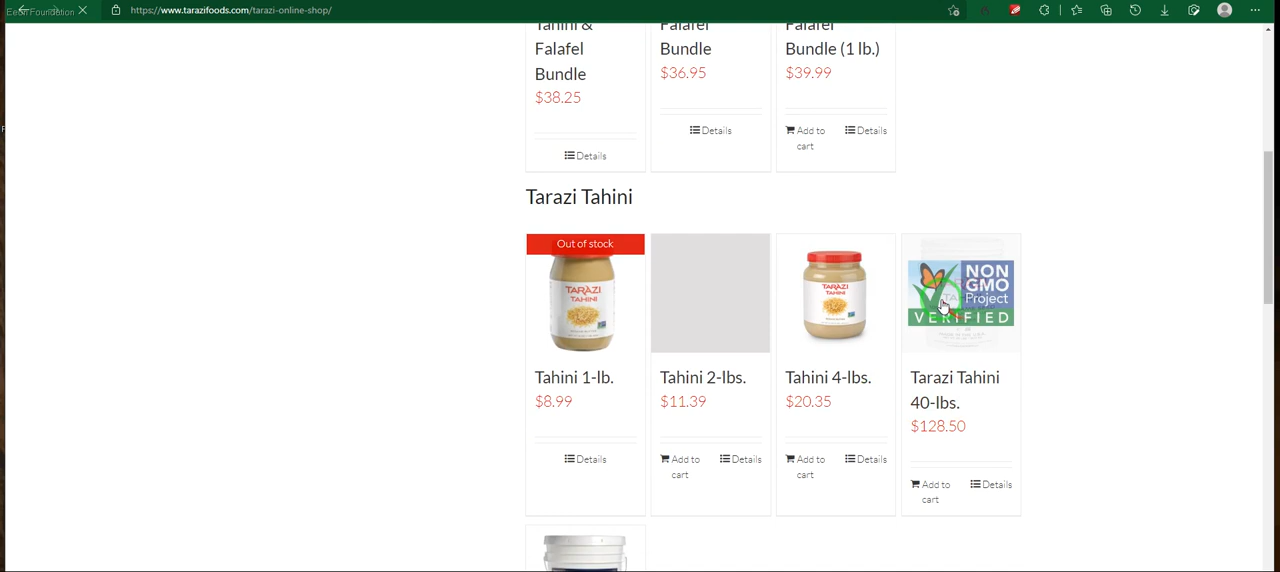 Eeon Foundation
https://www.tarazifoods.com/tarazi-online-shop/
Tahini &
Falafel
Bundle
$38.25
Details
Falafel
Bundle
$36.95
Details
Falafel
Bundle (1 lb.)
$39.99
Add to
cart
Details
Tarazi Tahini
Out of stock
TARAZI
TAHINI
Tahini 1-lb.
$8.99
Details
Tahini 2-lbs.
$11.39
Add to
cart
Details
TARAZI
TAHINI
Tahini 4-lbs.
$20.35
Add to
cart
Details
NON
GMO
Project
VERIFIED
Tarazi Tahini
40-lbs.
$128.50
Add to
cart
Details